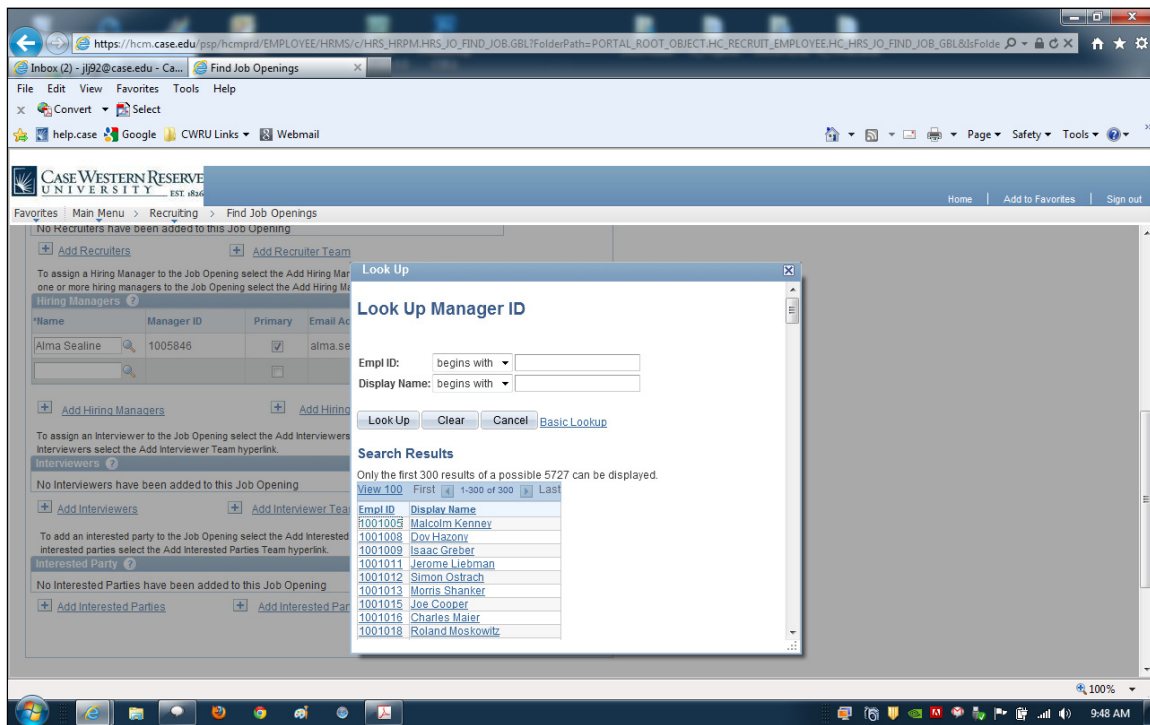 https://hcm.case.edu/psp/hcmprd/EMPLOYEE/HRMS/c/HRS_HRPM.HRS_JO_FIND_JOB.GBL?FolderPath=PORTAL_ROOT_OBJECT.HC_RECRUIT_EMPLOYEE.HC_HRS_JO_FIND_JOB_GBL&IsFolde
Inbox (2) - jlj92@case.edu - Ca... Find Job Openings
File Edit View Favorites Tools Help
x Convert Select
help.case Google CWRU Links Webmail Page Safety Tools
CASE WESTERN RESERVE
UNIVERSITY EST. 1826
Home | Add to Favorites | Sign out
Favorites Main Menu > Recruiting > Find Job Openings
No Recruiters have been added to this Job Opening
Add Recruiters Add Recruiter Team
To assign a Hiring Manager to the Job Opening select the Add Hiring Mar
one or more hiring managers to the Job Opening select the Add Hiring Ma
Hiring Managers
*Name Manager ID Primary Email Ad
Alma Sealine 1005846 alma.se
Add Hiring Managers Add Hiring
To assign an Interviewer to the Job Opening select the Add Interviewers
Interviewers select the Add Interviewer Team hyperlink.
Interviewers
No Interviewers have been added to this Job Opening
Add Interviewers Add Interviewer Tea
To add an interested party to the Job Opening select the Add Interested
interested parties select the Add Interested Parties Team hyperlink.
Interested Party
No Interested Parties have been added to this Job Opening
Add Interested Parties Add Interested Par
Look Up
Look Up Manager ID
Empl ID: begins with
Display Name: begins with
Look Up Clear Cancel Basic Lookup
Search Results
Only the first 300 results of a possible 5727 can be displayed.
View 100 First 1-300 of 300 Last
Empl ID Display Name
1001005 Malcolm Kenney
1001008 Dov Hazony
1001009 Isaac Greber
1001011 Jerome Liebman
1001012 Simon Ostrach
1001013 Morris Shanker
1001015 Joe Cooper
1001016 Charles Maier
1001018 Roland Moskowitz
100%
9:48 AM